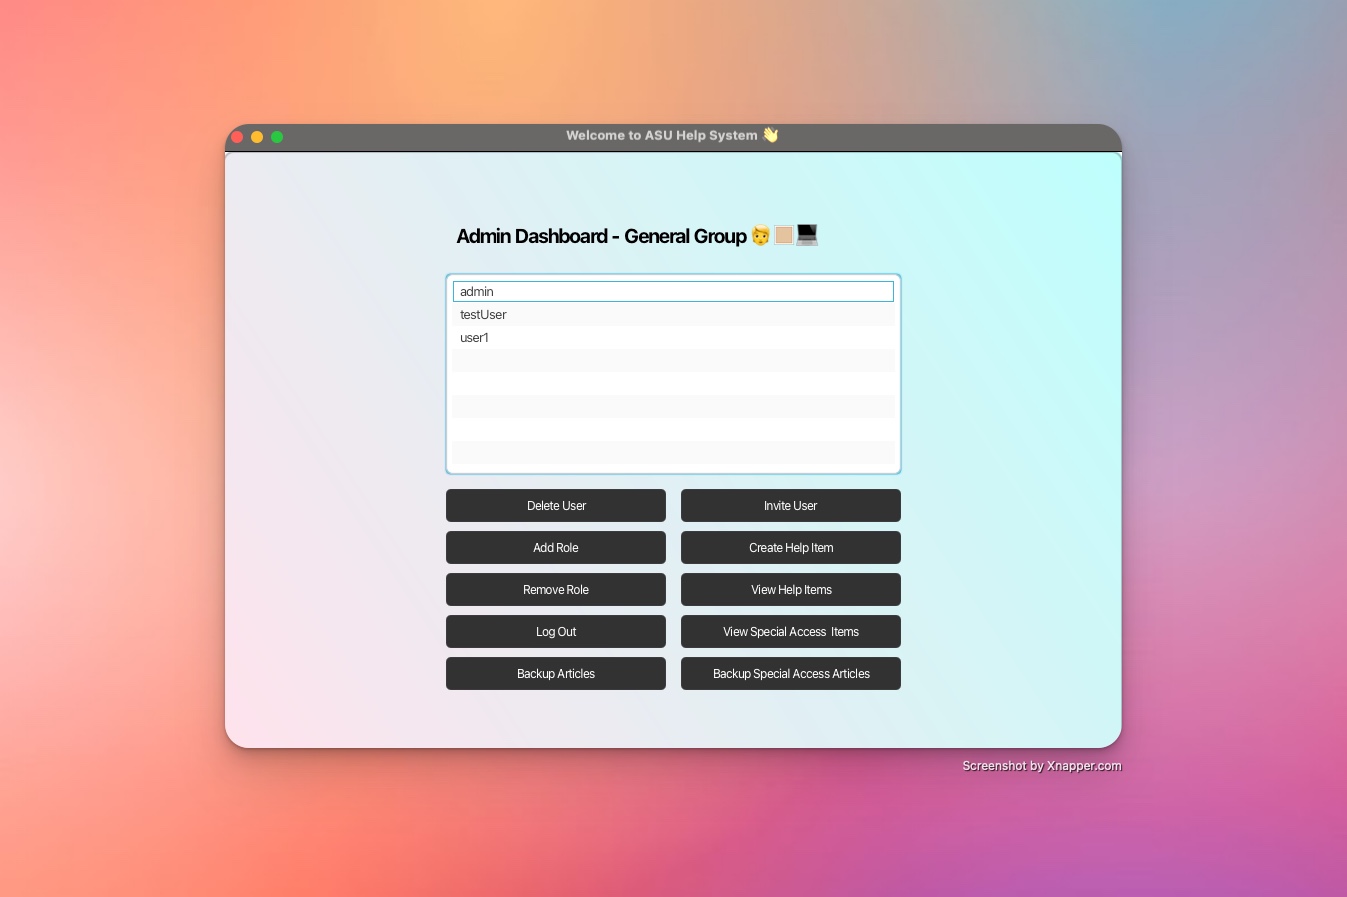 Welcome to ASU Help System 👋
Admin Dashboard - General Group 🧑🏼💻
admin
testUser
user1
Delete User
Invite User
Add Role
Create Help Item
Remove Role
View Help Items
Log Out
View Special Access  Items
Backup Articles
Backup Special Access Articles
Screenshot by Xnapper.com